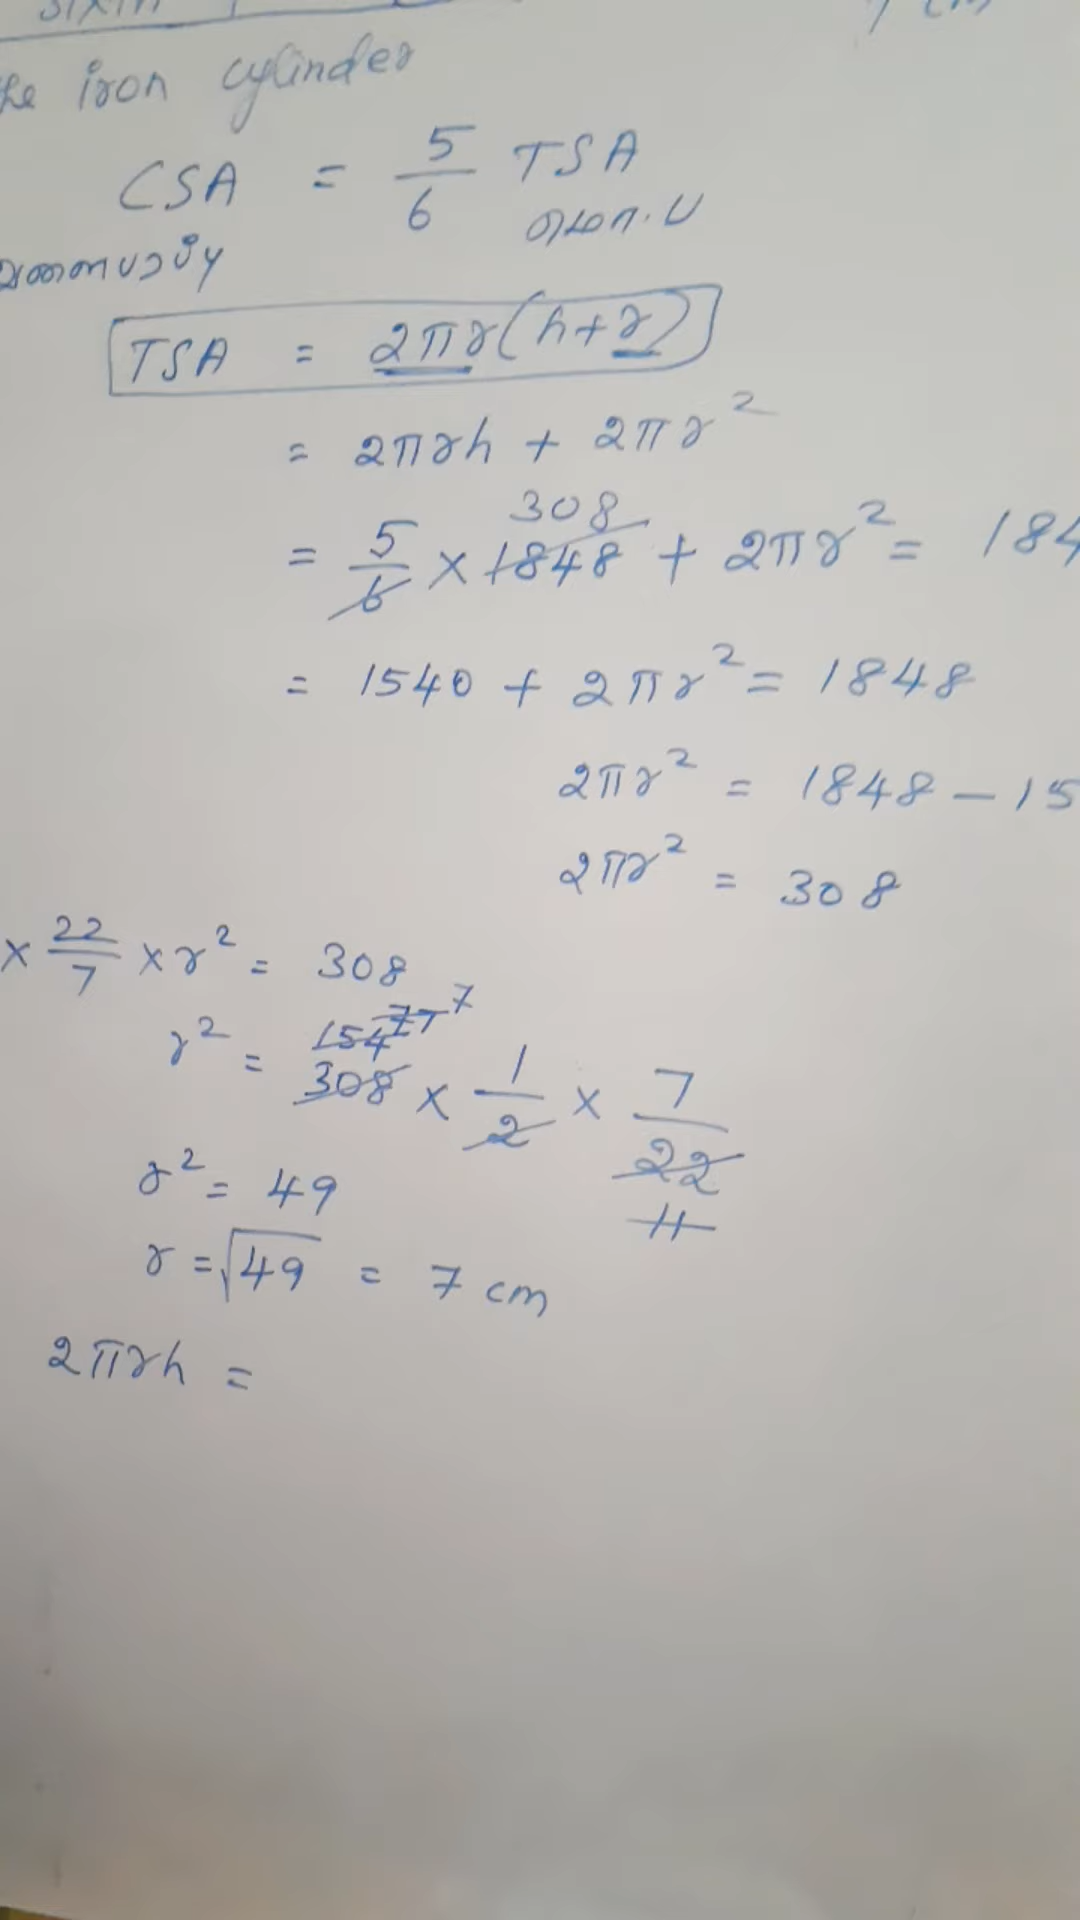 iron cylinder
CSA = 5/6 TSA
TSA = 2πr(h+r)
= 2πrh + 2πr²
308
= 5/6 × 1848 + 2πr² = 184
= 1540 + 2πr² = 1848
2πr² = 1848 - 15
2πr² = 308
× 22/7 × r² = 308
154 77 7
r² = 308 × 1/2 × 7/22
11
r² = 49
r = √49 = 7 cm
2πrh =